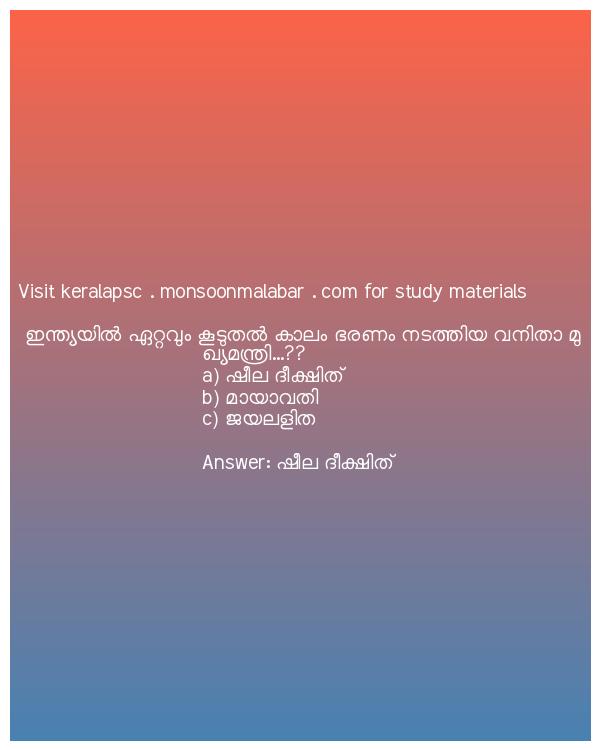 Visit keralapsc . monsoonmalabar . com for study materials
ഇന്ത്യയിൽ ഏറ്റവും കൂടുതൽ കാലം ഭരണം നടത്തിയ വനിതാ മു
ഖ്യമന്ത്രി...??
a) ഷീല ദീക്ഷിത്
b) മായാവതി
c) ജയലളിത
Answer: ഷീല ദീക്ഷിത്